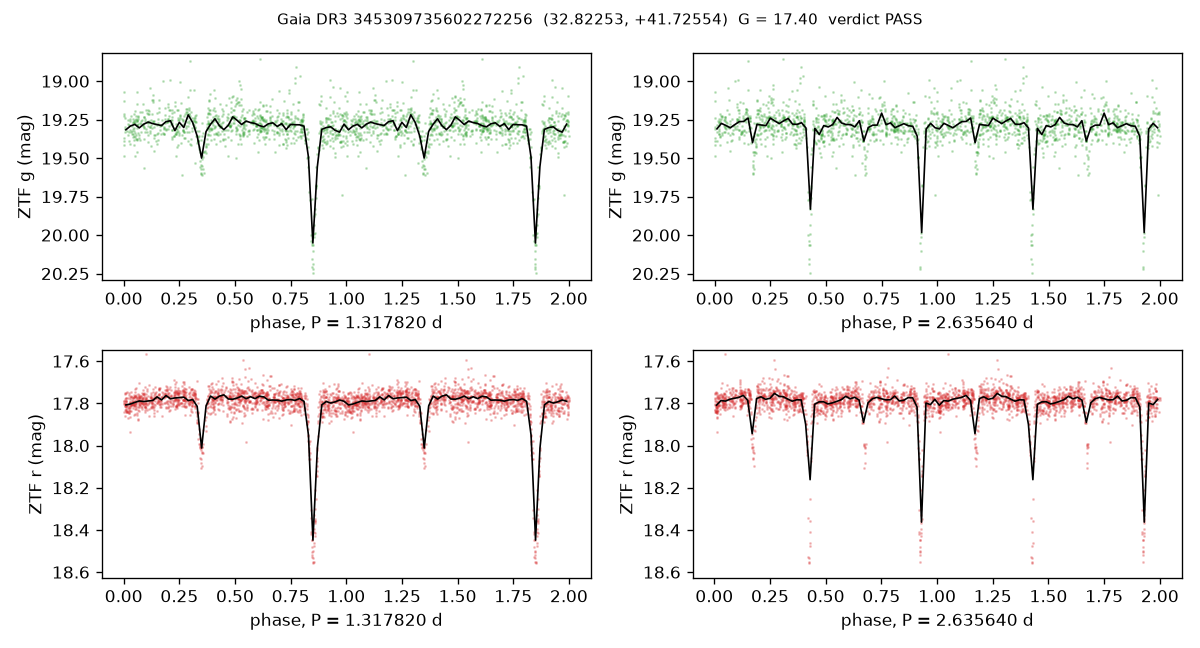 Gaia DR3 345309735602272256  (32.82253, +41.72554)  G = 17.40  verdict PASS
ZTF g (mag)
19.00
19.25
19.50
19.75
20.00
20.25
0.00 0.25 0.50 0.75 1.00 1.25 1.50 1.75 2.00
phase, P = 1.317820 d
ZTF g (mag)
19.00
19.25
19.50
19.75
20.00
20.25
0.00 0.25 0.50 0.75 1.00 1.25 1.50 1.75 2.00
phase, P = 2.635640 d
ZTF r (mag)
17.6
17.8
18.0
18.2
18.4
18.6
0.00 0.25 0.50 0.75 1.00 1.25 1.50 1.75 2.00
phase, P = 1.317820 d
ZTF r (mag)
17.6
17.8
18.0
18.2
18.4
18.6
0.00 0.25 0.50 0.75 1.00 1.25 1.50 1.75 2.00
phase, P = 2.635640 d